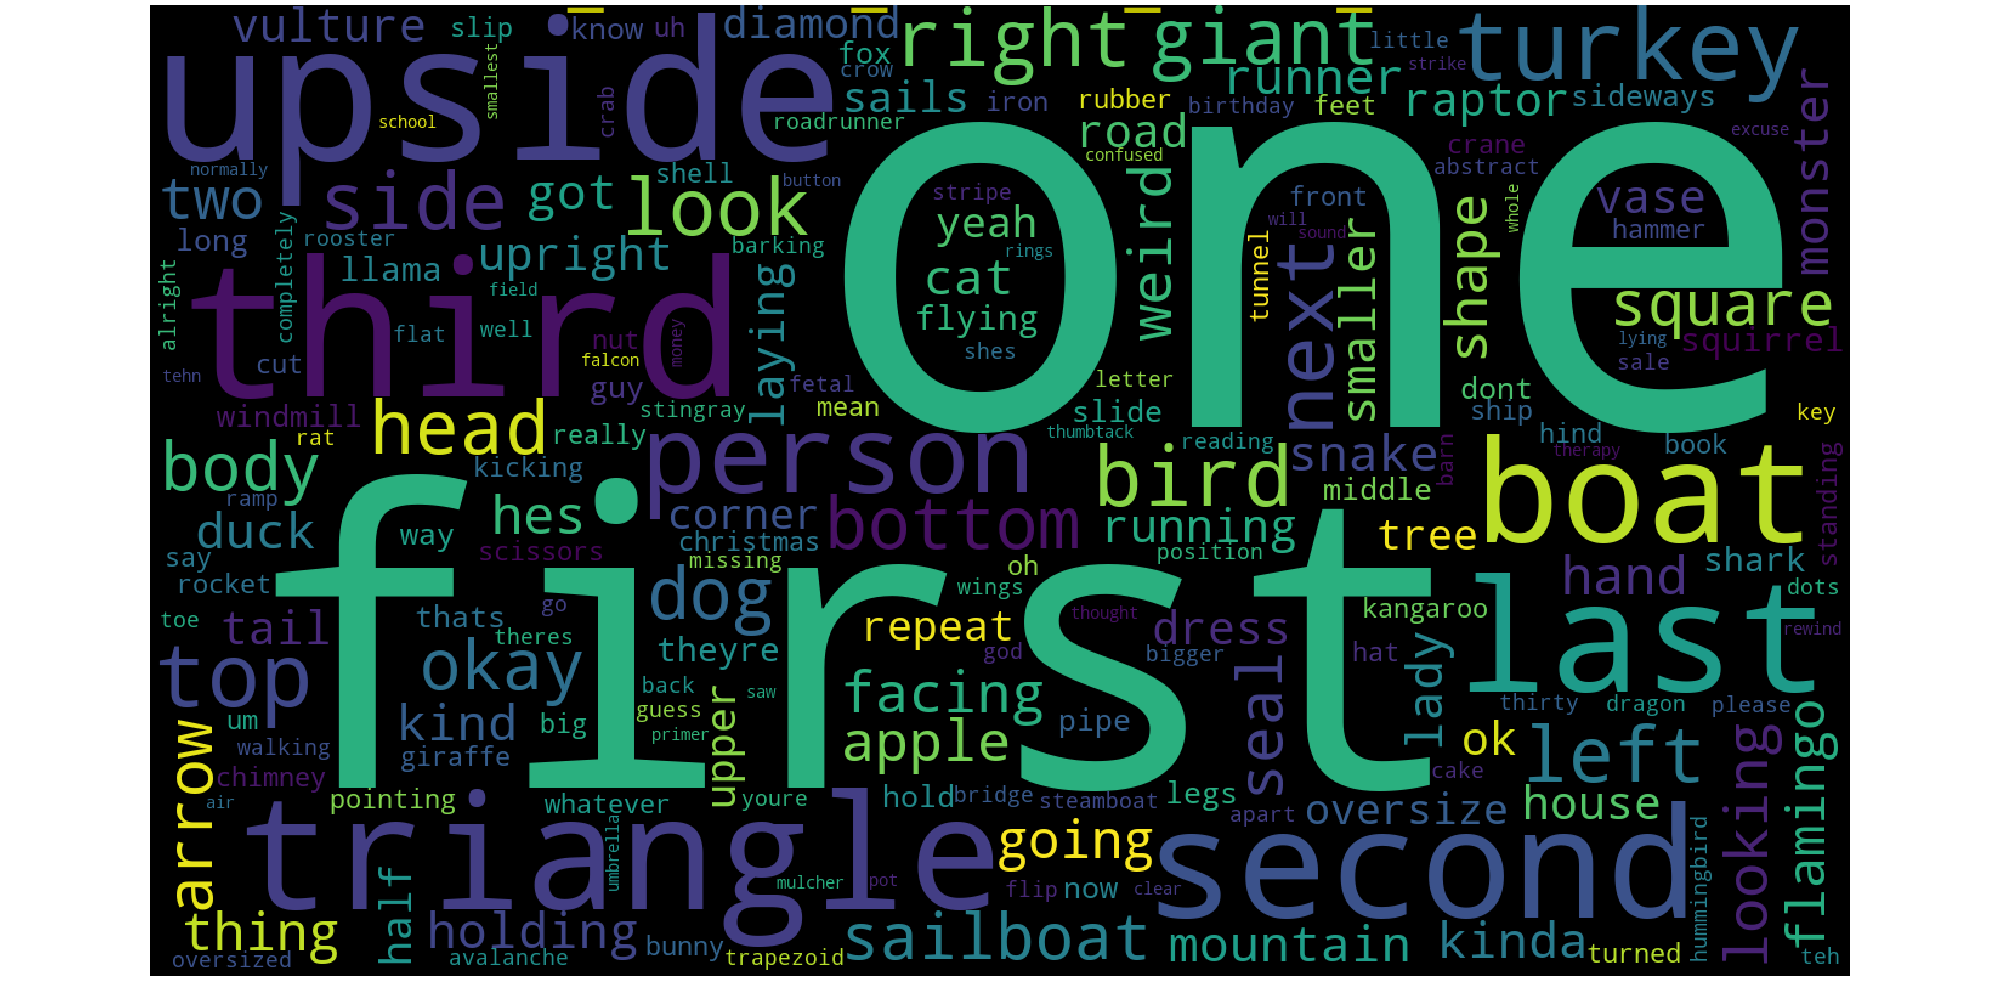 vulture
slip
know
uh
diamond
right
giant
little
turkey
upside
smallest
fox
crow
runner
strike
monster
school
crab
sails
iron
rubber
birthday
feet
raptor
sideways
roadrunner
road
excuse
one
normally
two
side
got
look
shell
button
confused
crane
abstract
stripe
yeah
weird
front
smaller
shape
whole
vase
hammer
long
completely
rooster
upright
barking
rings
will
sound
tunnel
next
llama
laying
cat
flying
shes
square
alright
third
field
flat
well
nut
money
falcon
lying
squirrel
sale
tehn
cut
guy
fetal
letter
dont
windmill
head
stingray
mean
slide
ship
key
rat
really
person
thumbtack
reading
snake
barn
hind
book
therapy
boat
standing
body
ramp
kicking
bird
middle
duck
hes
corner
bottom
running
tree
say
scissors
way
christmas
missing
position
shark
rocket
first
dog
oh
wings
hand
dots
toe
tail
thats
go
theres
repeat
thought
dress
kangaroo
last
rewind
top
okay
theyre
god
bigger
hat
lady
seal
back
saw
facing
thirty
dragon
please
um
kind
big
guess
primer
upper
pipe
arrow
walking
giraffe
apple
ok
left
looking
flamingo
chimney
cake
air
pointing
whatever
youre
hold
bridge
steamboat
legs
apart
oversize
house
triangle
umbrella
going
second
hummingbird
mulcher
pot
flip
now
clear
thing
half
holding
sailboat
mountain
kinda
turned
oversized
avalanche
bunny
trapezoid
teh